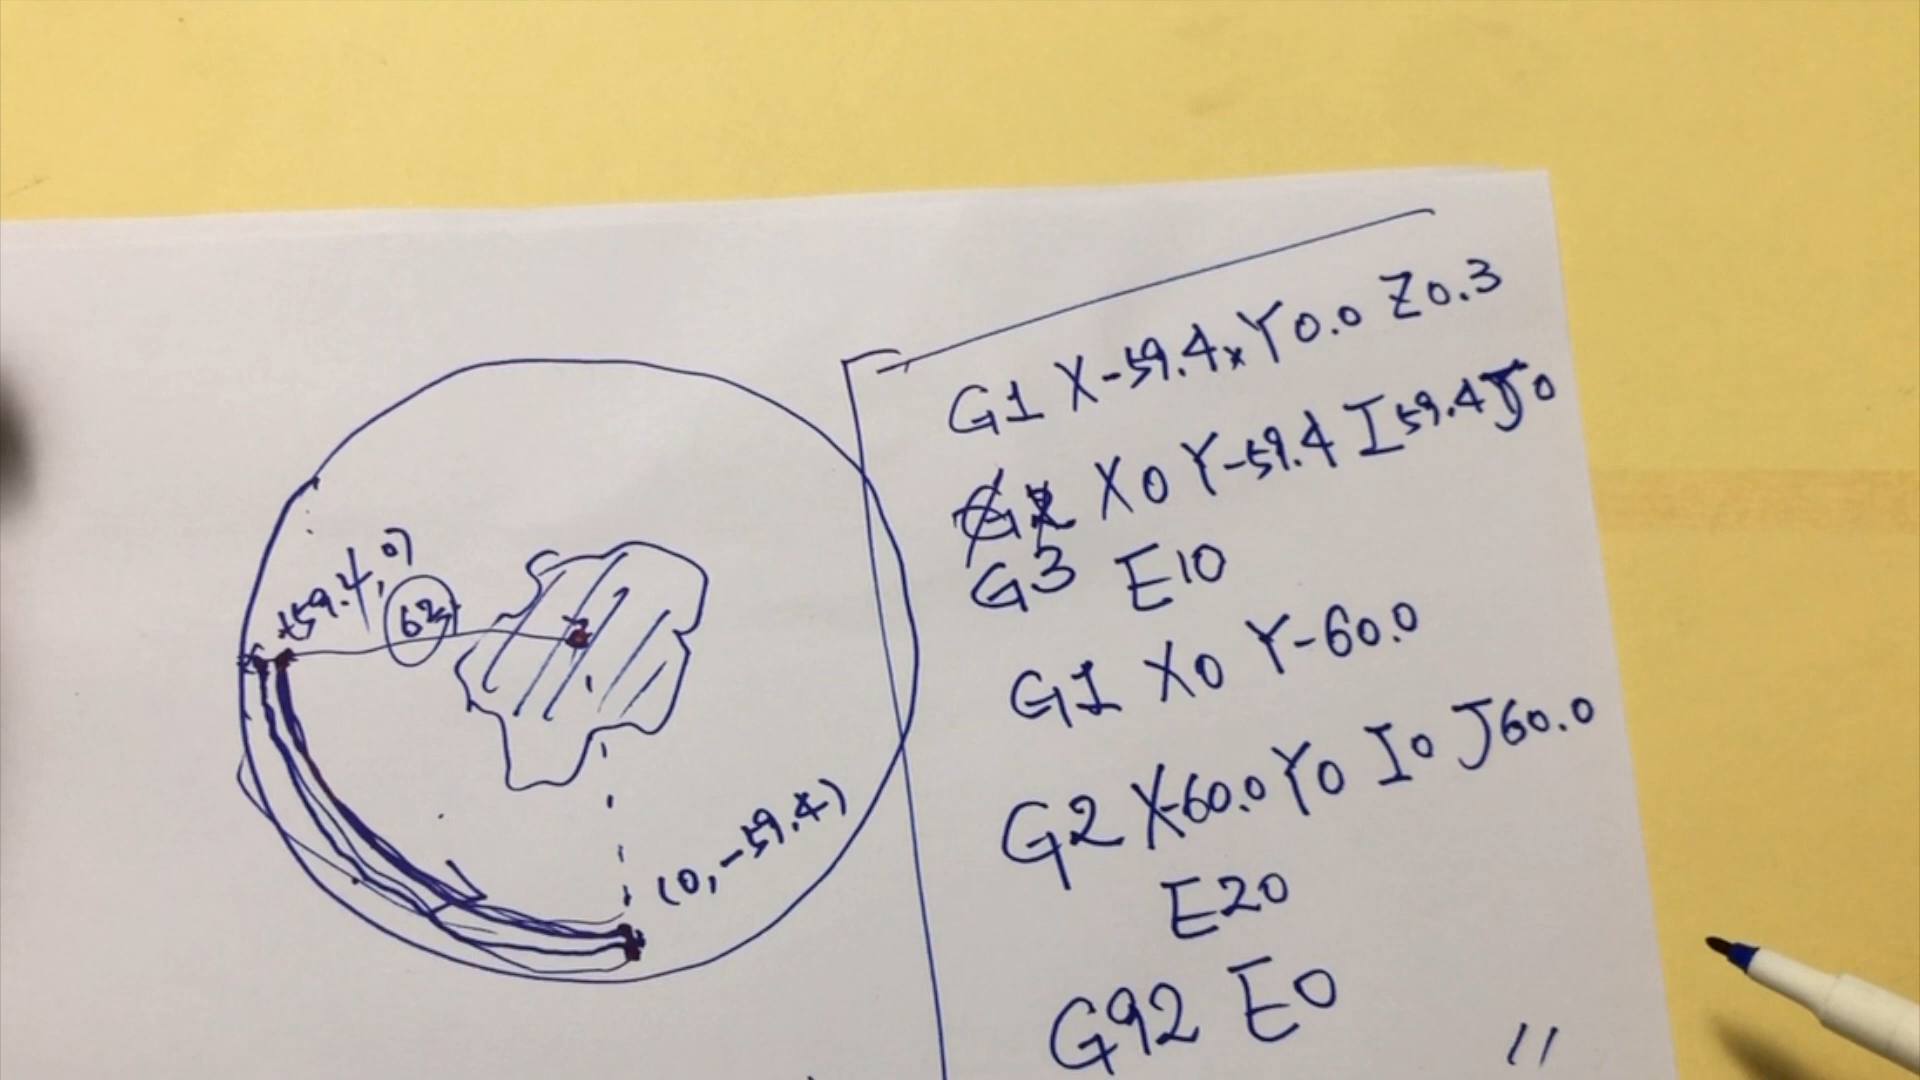 G1 X-59.4 Y0.0 Z0.3
G2 X0 Y-59.4 I59.4 J0
G3 E10
G1 X0 Y-60.0
G2 X-60.0 Y0 I0 J60.0
E20
G92 E0
(-59.4,0)
62
(0,-59.4)